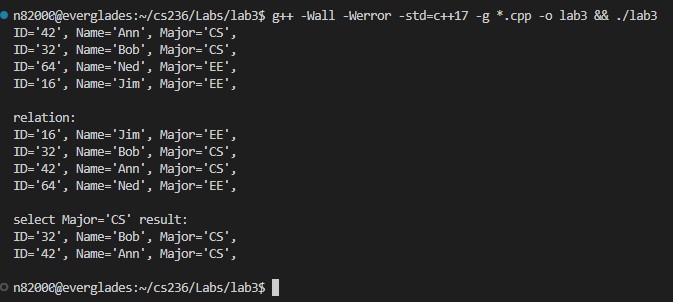 n82000@everglades:~/cs236/Labs/lab3$ g++ -Wall -Werror -std=c++17 -g *.cpp -o lab3 && ./lab3
ID='42', Name='Ann', Major='CS',
ID='32', Name='Bob', Major='CS',
ID='64', Name='Ned', Major='EE',
ID='16', Name='Jim', Major='EE',

relation:
ID='16', Name='Jim', Major='EE',
ID='32', Name='Bob', Major='CS',
ID='42', Name='Ann', Major='CS',
ID='64', Name='Ned', Major='EE',

select Major='CS' result:
ID='32', Name='Bob', Major='CS',
ID='42', Name='Ann', Major='CS',

n82000@everglades:~/cs236/Labs/lab3$